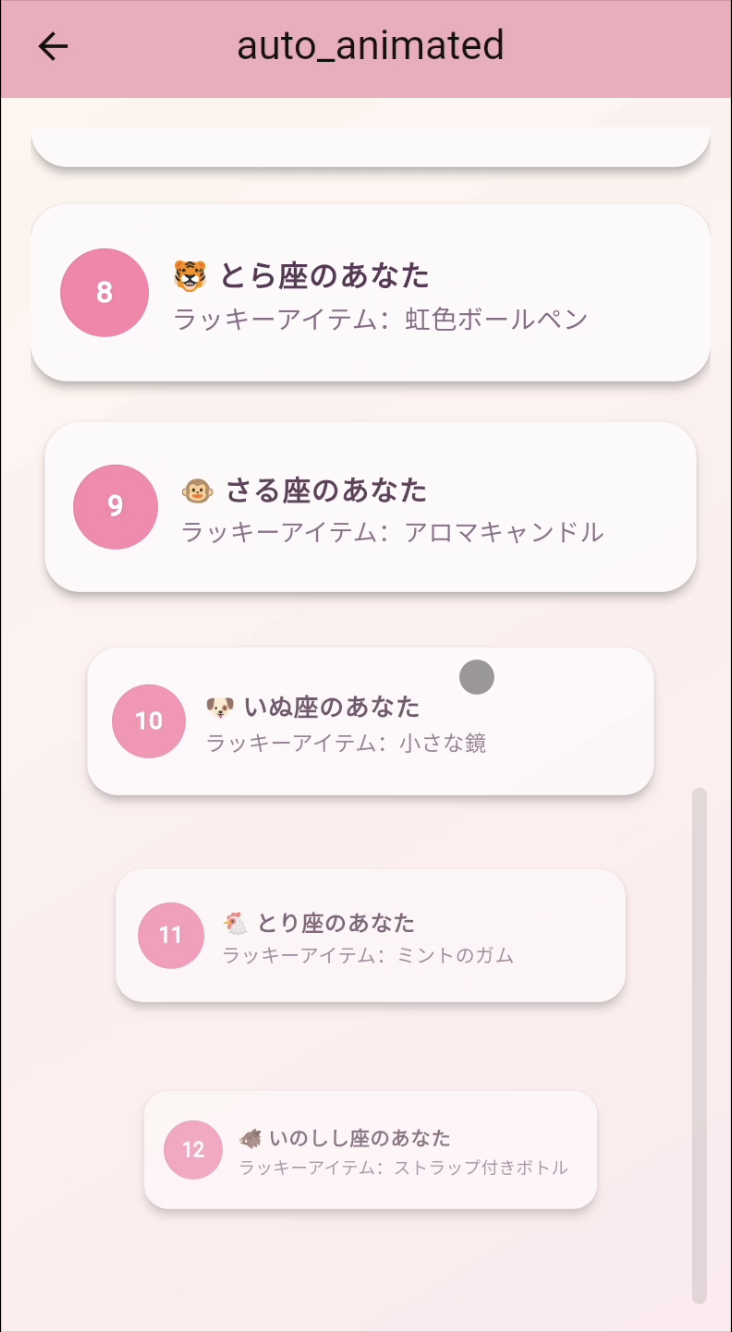 auto_animated
8
🐯 とら座のあなた
ラッキーアイテム: 虹色ボールペン
9
🐵 さる座のあなた
ラッキーアイテム: アロマキャンドル
10
🐶 いぬ座のあなた
ラッキーアイテム: 小さな鏡
11
🐔 とり座のあなた
ラッキーアイテム: ミントのガム
12
🐗 いのしし座のあなた
ラッキーアイテム: ストラップ付きボトル